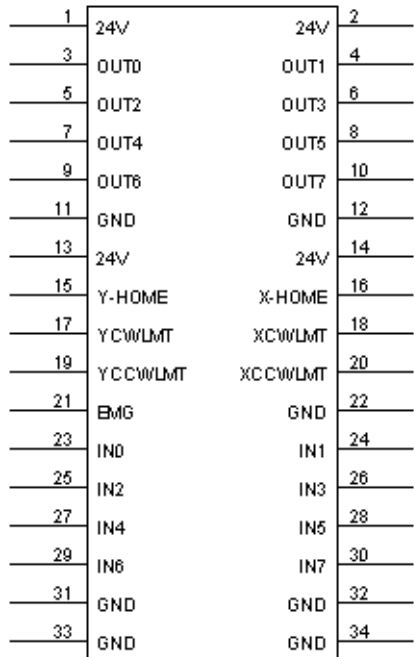 1 24V 24V 2
3 OUT0 OUT1 4
5 OUT2 OUT3 6
7 OUT4 OUT5 8
9 OUT6 OUT7 10
11 GND GND 12
13 24V 24V 14
15 Y-HOME X-HOME 16
17 YCWLMT XCWLMT 18
19 YCCWLMT XCCWLMT 20
21 EMG GND 22
23 IN0 IN1 24
25 IN2 IN3 26
27 IN4 IN5 28
29 IN6 IN7 30
31 GND GND 32
33 GND GND 34